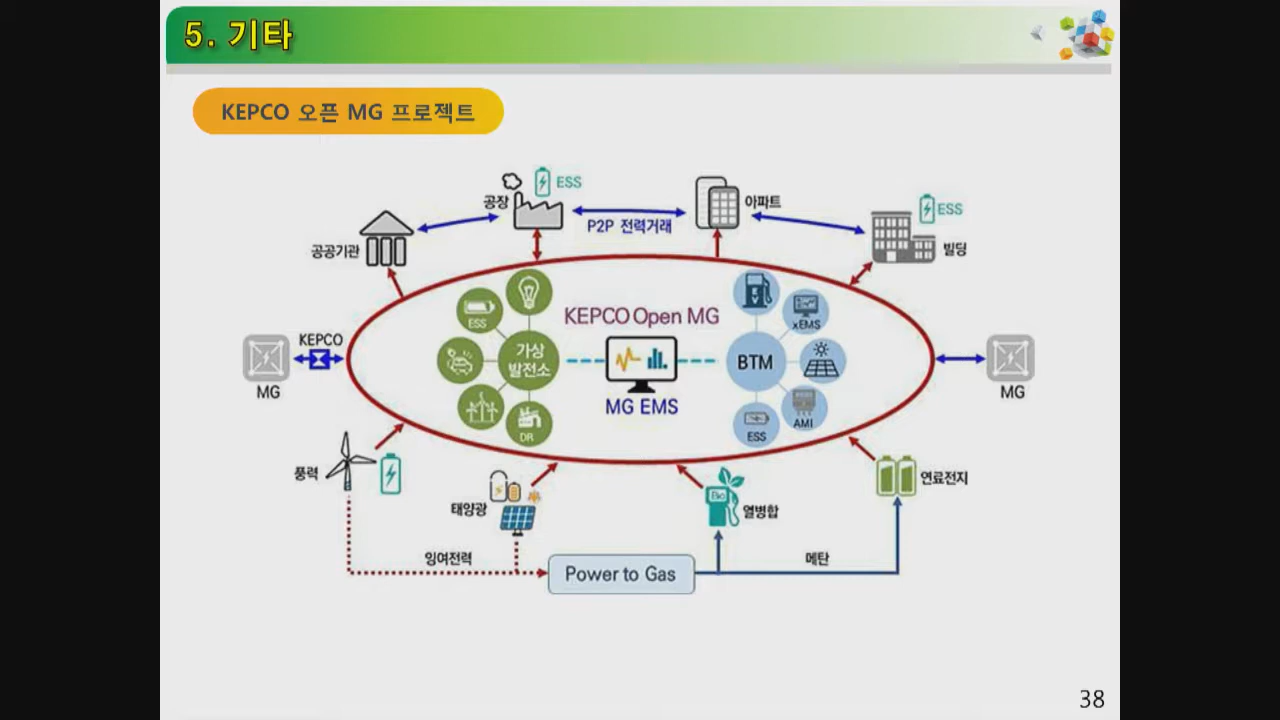 5. 기타
KEPCO 오픈 MG 프로젝트
ESS
공장
아파트
P2P 전력거래
ESS
공공기관
빌딩
KEPCO Open MG
ESS
xEMS
KEPCO
가상
발전소
BTM
MG
MG EMS
MG
AMI
DR
ESS
풍력
태양광
Bio
열병합
연료전지
잉여전력
메탄
Power to Gas
38